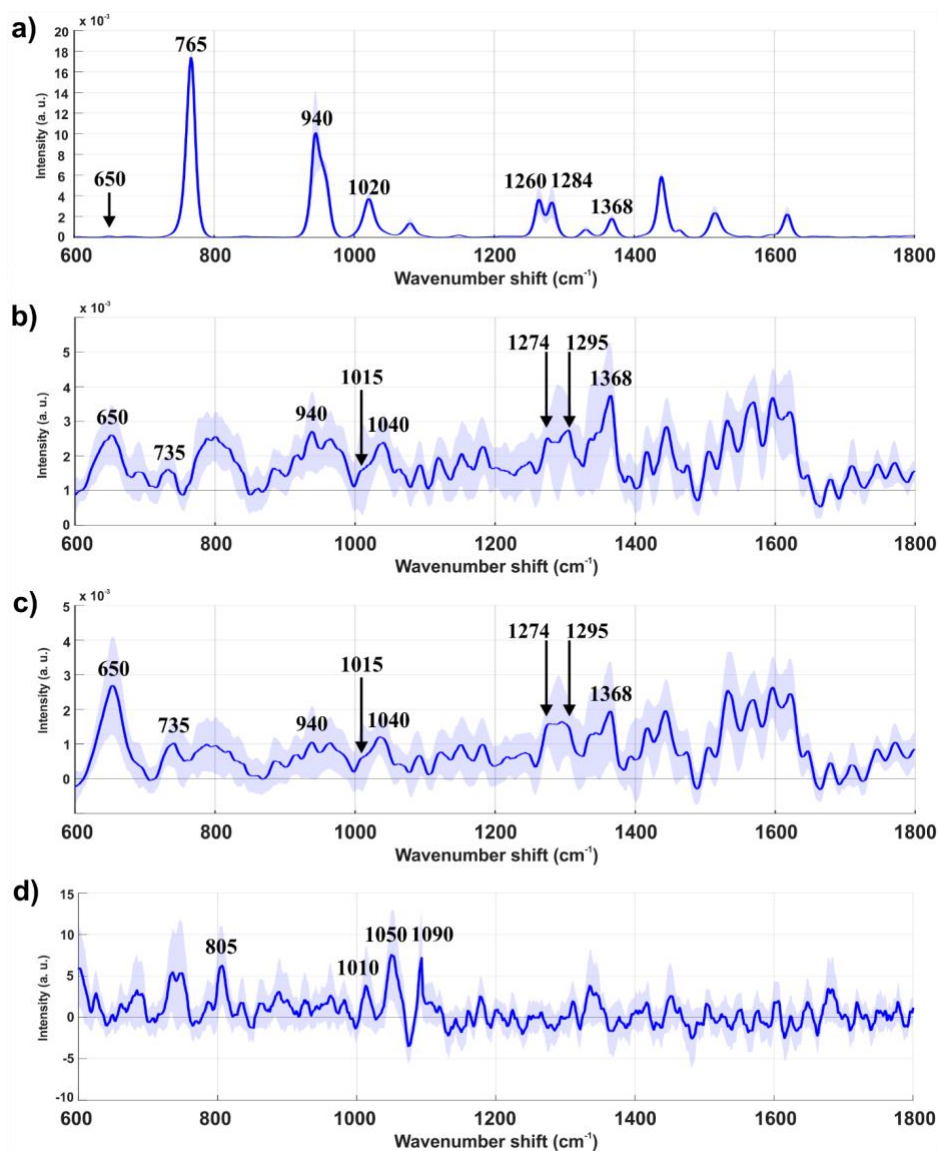 a)
x 10⁻³
20
18
16
14
12
10
8
6
4
2
0
Intensity (a. u.)
765
940
650
1020
1260 1284
1368
600 800 1000 1200 1400 1600 1800
Wavenumber shift (cm⁻¹)
b)
x 10⁻³
5
4
3
2
1
0
Intensity (a. u.)
1274 1295
1015
1368
650
940
1040
735
600 800 1000 1200 1400 1600 1800
Wavenumber shift (cm⁻¹)
c)
x 10⁻³
5
4
3
2
1
0
Intensity (a. u.)
1274 1295
1015
650
1368
735
940
1040
600 800 1000 1200 1400 1600 1800
Wavenumber shift (cm⁻¹)
d)
15
10
5
0
-5
-10
Intensity (a. u.)
1050 1090
805
1010
600 800 1000 1200 1400 1600 1800
Wavenumber shift (cm⁻¹)